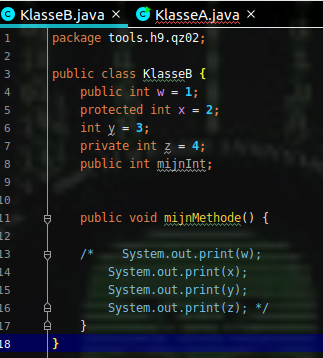 KlasseB.java × KlasseA.java ×
1 package tools.h9.qz02;
2
3 public class KlasseB {
4 public int w = 1;
5 protected int x = 2;
6 int y = 3;
7 private int z = 4;
8 public int mijnInt;
9
10
11 public void mijnMethode() {
12
13 /* System.out.print(w);
14 System.out.print(x);
15 System.out.print(y);
16 System.out.print(z); */
17 }
18 }